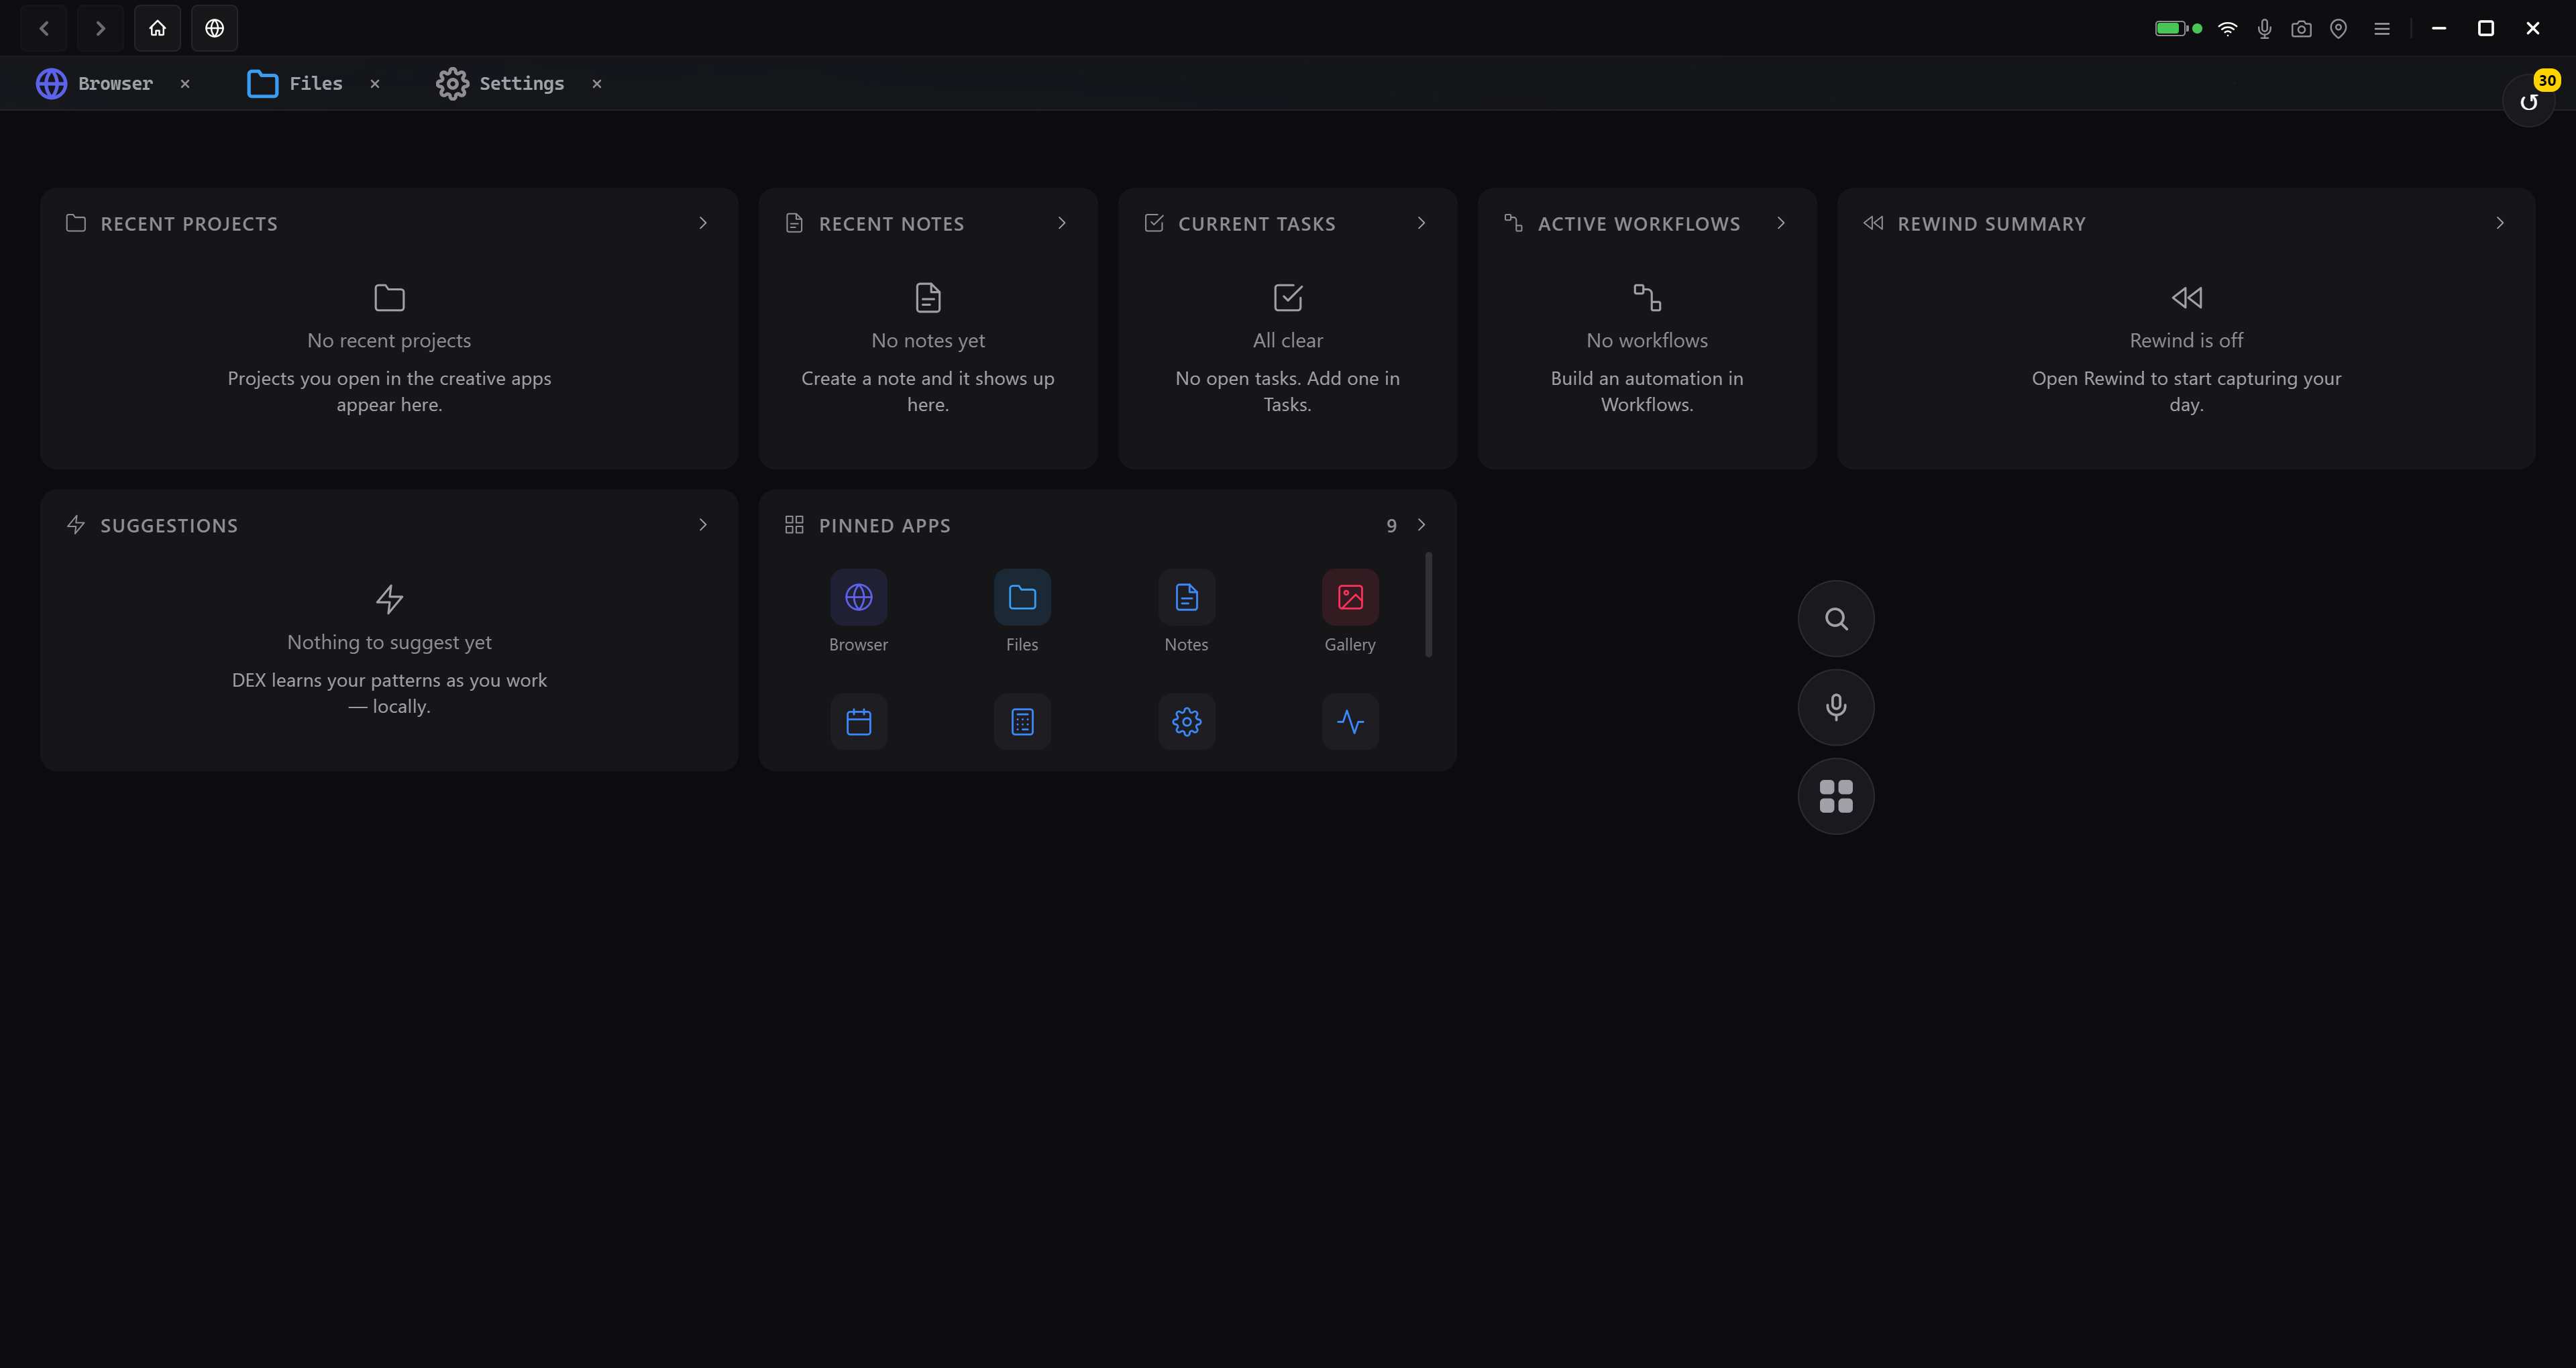 Browser
Files
Settings
30
RECENT PROJECTS
No recent projects
Projects you open in the creative apps
appear here.
RECENT NOTES
No notes yet
Create a note and it shows up
here.
CURRENT TASKS
All clear
No open tasks. Add one in
Tasks.
ACTIVE WORKFLOWS
No workflows
Build an automation in
Workflows.
REWIND SUMMARY
Rewind is off
Open Rewind to start capturing your
day.
SUGGESTIONS
Nothing to suggest yet
DEX learns your patterns as you work
— locally.
PINNED APPS
9
Browser
Files
Notes
Gallery